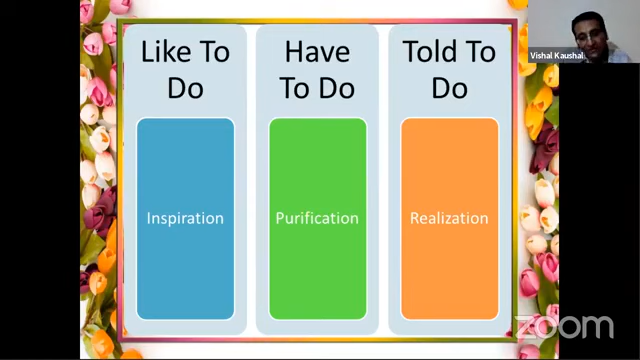 Like To
Do
Have
To Do
Told To
Do
Inspiration
Purification
Realization
Vishal Kaushal
zoom